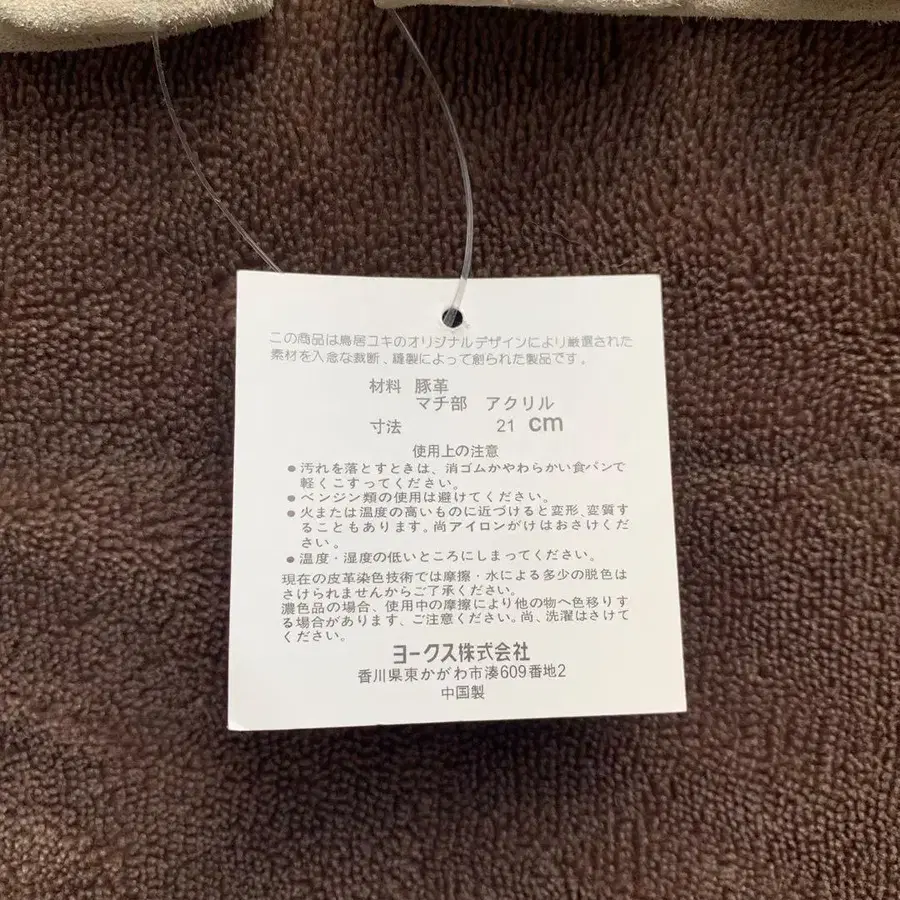 この商品は鳥居ユキのオリジナルデザインにより厳選された
素材を入念な裁断、縫製によって創られた製品です。
材料 豚革
マチ部 アクリル
寸法 21 cm
使用上の注意
●汚れを落とすときは、消ゴムかやわらかい食パンで
軽くこすってください。
●ベンジン類の使用は避けてください。
●火または温度の高いものに近づけると変形、変質す
ることもあります。尚アイロンがけはおさけくだ
さい。
●温度・湿度の低いところにしまってください。
現在の皮革染色技術では摩擦・水による多少の脱色は
さけられませんからご了承ください。
濃色品の場合、使用中の摩擦により他の物へ色移りす
る場合があります、ご注意ください。尚、洗濯はさけて
ください。
ヨークス株式会社
香川県東かがわ市湊609番地2
中国製